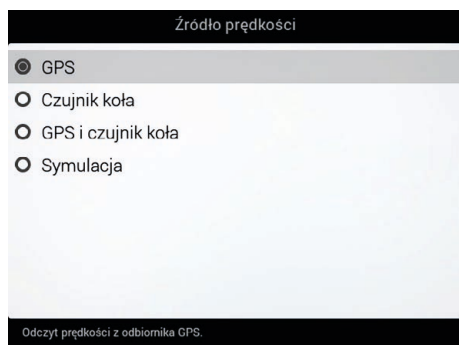 Źródło prędkości
GPS
Czujnik koła
GPS i czujnik koła
Symulacja
Odczyt prędkości z odbiornika GPS.